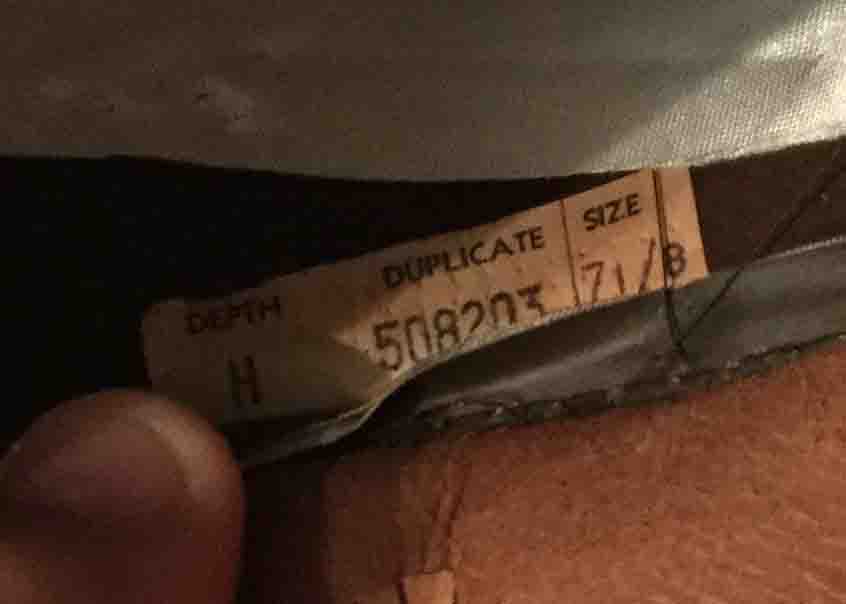 DEPTH DUPLICATE SIZE
H 508203 71/8